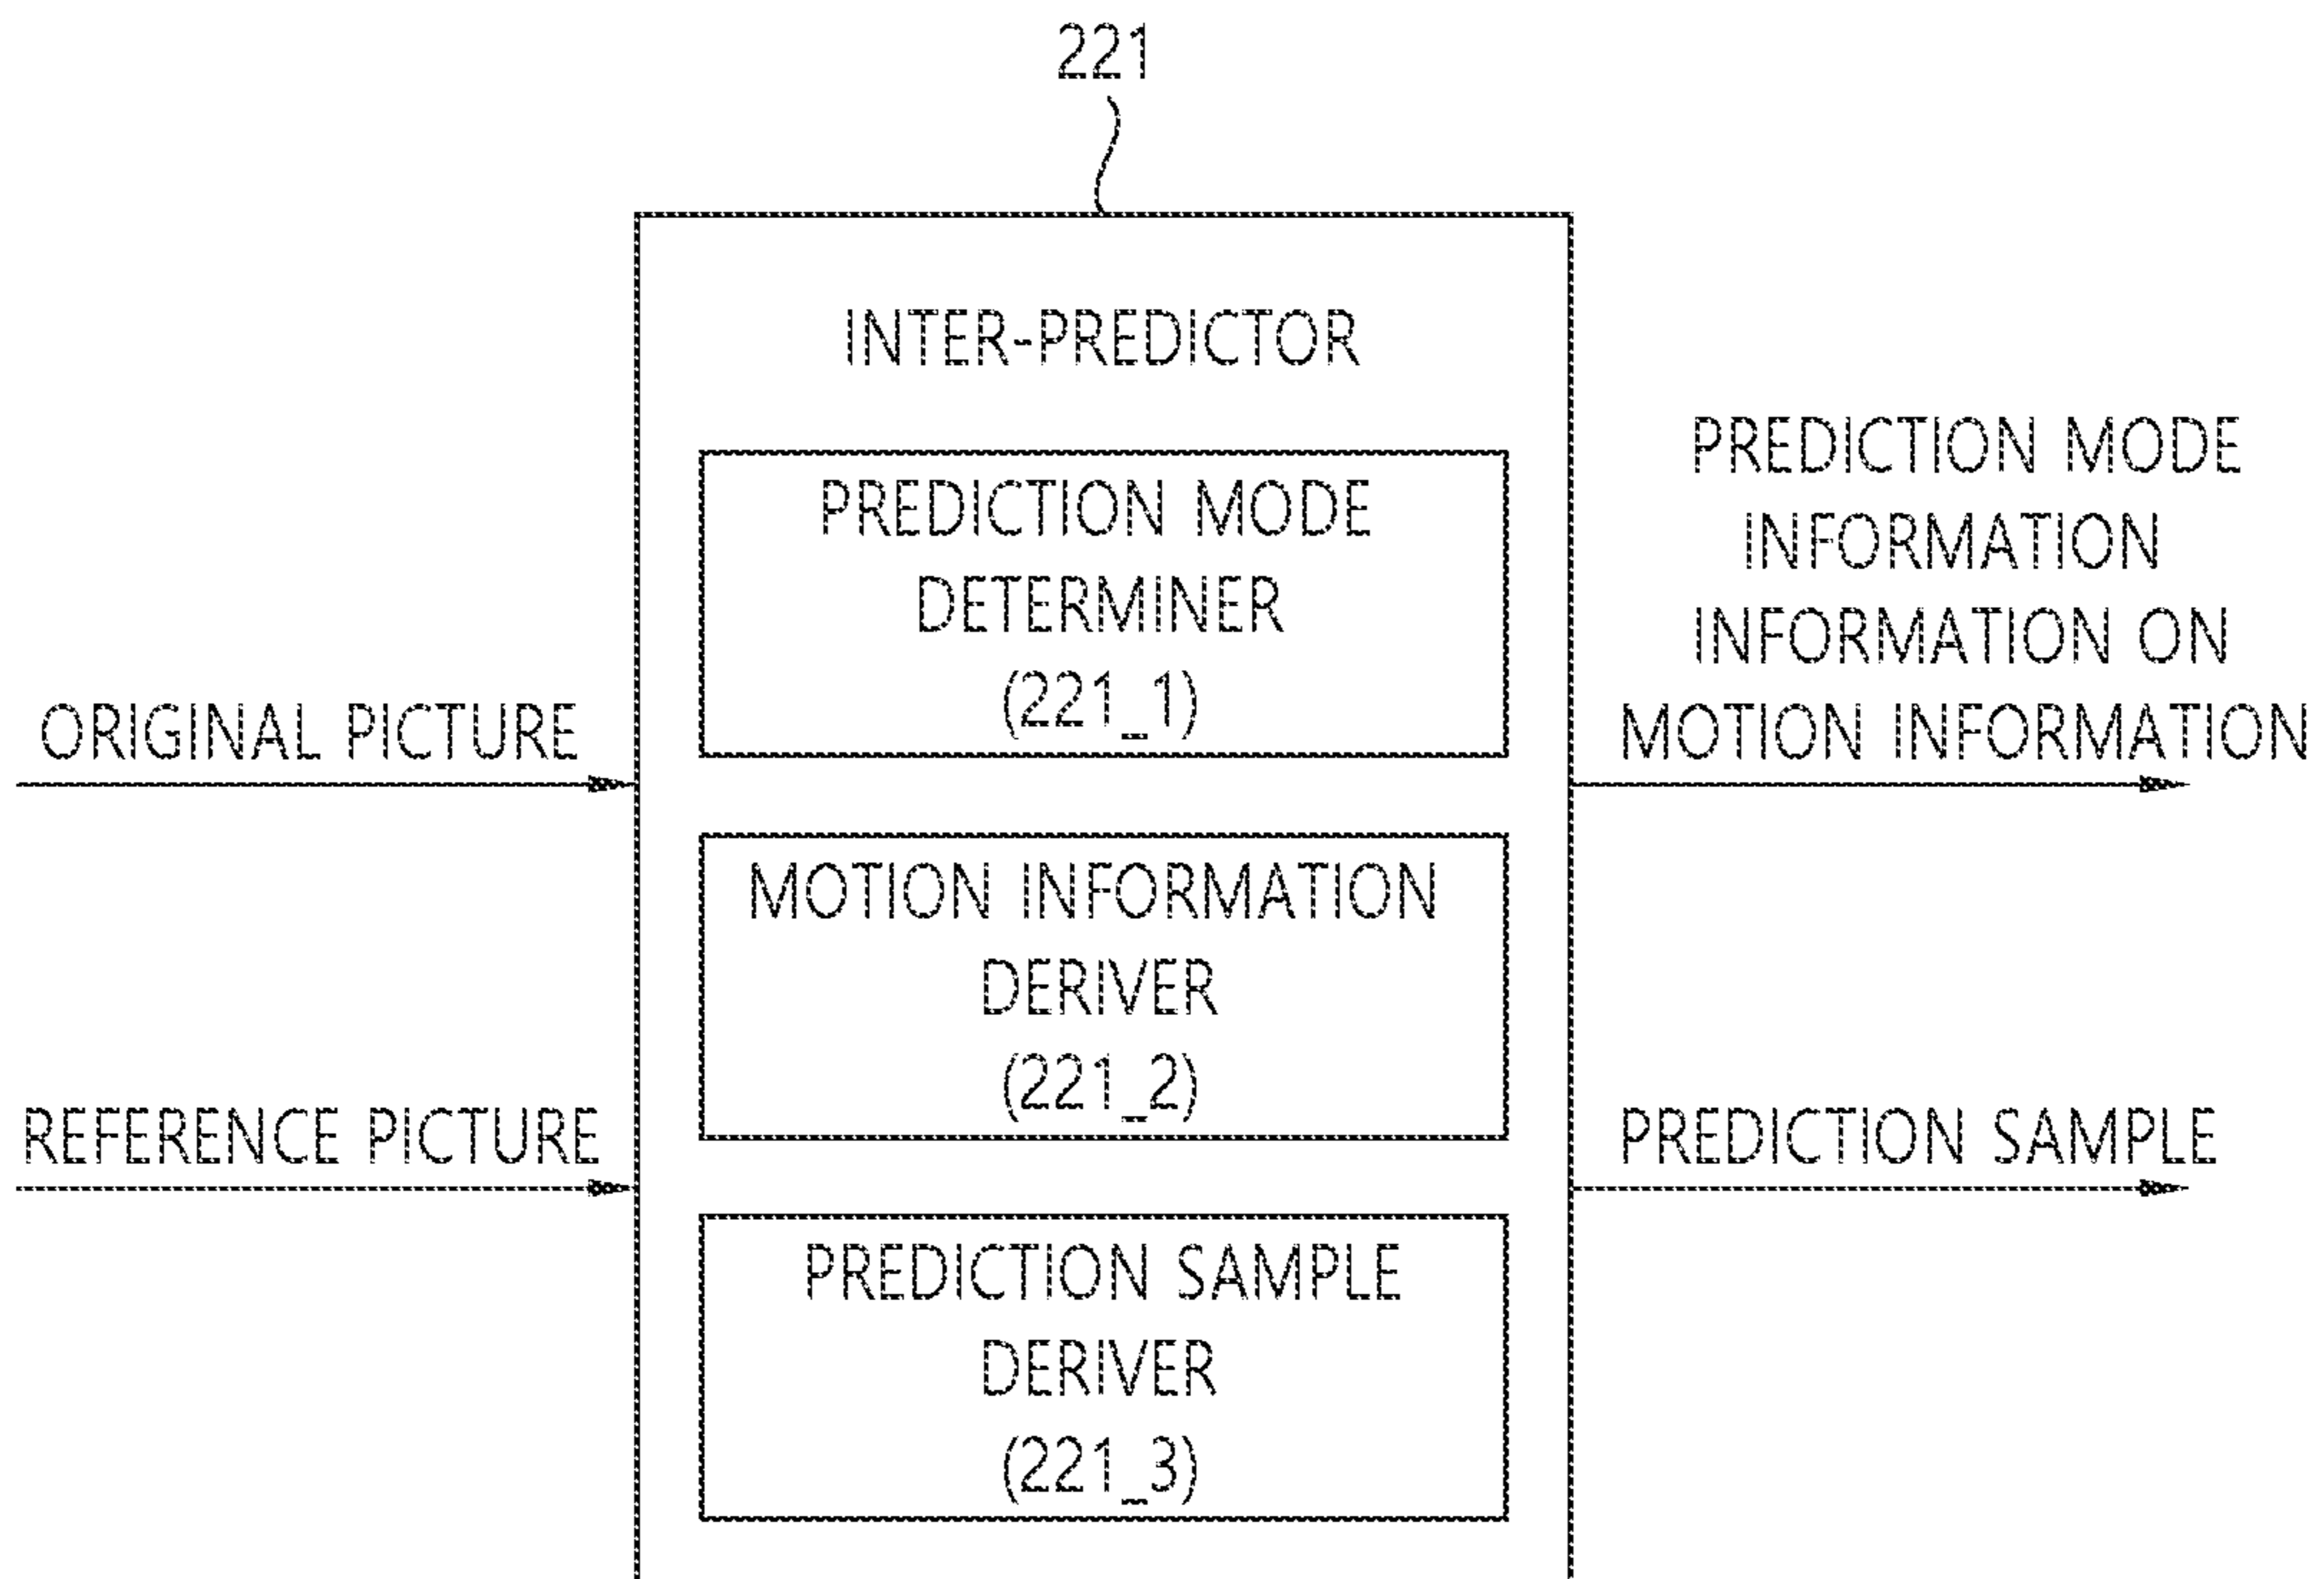 221
INTER-PREDICTOR
PREDICTION MODE
DETERMINER
(221_1)
ORIGINAL PICTURE
PREDICTION MODE
INFORMATION
INFORMATION ON
MOTION INFORMATION
MOTION INFORMATION
DERIVER
(221_2)
REFERENCE PICTURE
PREDICTION SAMPLE
PREDICTION SAMPLE
DERIVER
(221_3)